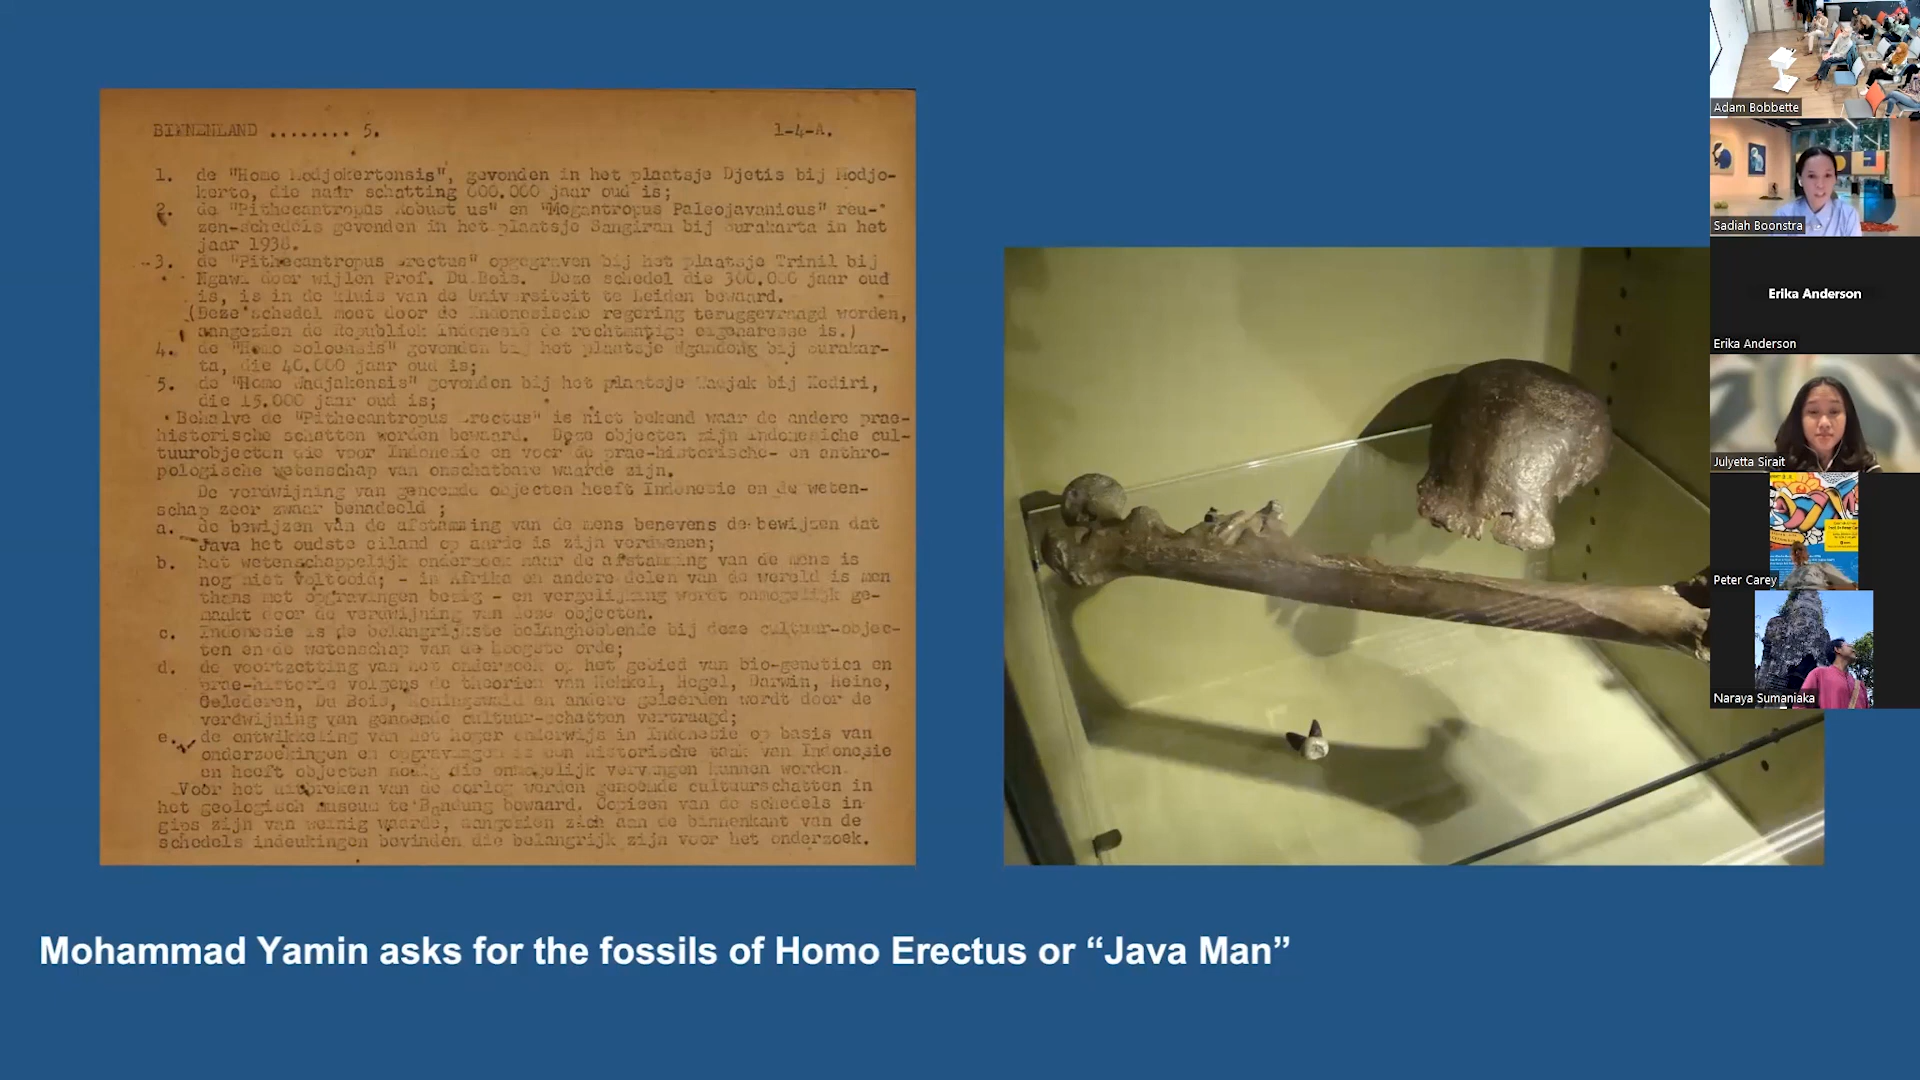 BINNENLAND ........ 5. 1-4-A.
1. de "Homo Modjokertensis", gevonden in het plaatsje Djetis bij Modjo-
kerto, die naar schatting 600.000 jaar oud is;
2. de "Pithecantropus Robust us" en "Megantropus Paleojavanicus" reu-
zen-schedels gevonden in het plaatsje Sangiran bij Surakarta in het
jaar 1938.
3. de "Pithecantropus erectus" opgegraven bij het plaatsje Trinil bij
Ngawi door wijlen Prof. Du Bois. Deze schedel die 300.000 jaar oud
is, is in de kluis van de Universiteit te Leiden bewaard.
(Deze schedel moet door de Indonesische regering teruggevraagd worden,
aangezien de Republiek Indonesia de rechtmatige eigenaresse is.)
4. de "Homo Soloensis" gevonden bij het plaatsje Ngandong bij Surakar-
ta, die 40.000 jaar oud is;
5. de "Homo Wadjakensis" gevonden bij het plaatsje Wadjak bij Kediri,
die 15.000 jaar oud is;
Behalve de "Pithecantropus Erectus" is niet bekend waar de andere prae-
historische schatten worden bewaard. Deze objecten zijn Indonesische cul-
tuurobjecten die voor Indonesie en voor de prae-historische- en anthro-
pologische wetenschap van onschatbare waarde zijn.
De verdwijning van genoemde objecten heeft Indonesie en de weten-
schap zeer zwaar benadeeld ;
a. de bewijzen van de afstamming van de mens benevens de bewijzen dat
Java het oudste eiland op aarde is zijn verdwenen;
b. het wetenschappelijk onderzoek naar de afstamming van de mens is
nog niet voltooid; - in Afrika en andere delen van de wereld is men
thans met opgravingen bezig - en vergelijking wordt onmogelijk ge-
maakt door de verdwijning van deze objecten.
c. Indonesie is de belangrijkste belanghebbende bij deze cultuur-objec-
ten en de wetenschap van de hoogste orde;
d. de voortzetting van het onderzoek op het gebied van bio-genetica en
prae-historie volgens de theorien van Hekkel, Hegel, Darwin, Heine,
Du Bois, Koningswald en andere geleerden wordt door de
verdwijning van genoemde cultuur-schatten vertraagd;
e. de ontwikkeling van het hoger onderwijs in Indonesie op basis van
onderzoekingen en opgravingen is een historische taak van Indonesie
en heeft objecten nodig die onmogelijk vervangen kunnen worden.
Voor het uitbreken van de oorlog werden genoemde cultuurschatten in
het geologisch museum te Bandung bewaard. Copieen van de schedels in
gips zijn van weinig waarde, aangezien zich aan de binnenkant van de
schedels indeukingen bevinden die belangrijk zijn voor het onderzoek.
Mohammad Yamin asks for the fossils of Homo Erectus or “Java Man”
Adam Bobbette
Sadiah Boonstra
Erika Anderson
Erika Anderson
Julyetta Sirait
Peter Carey
Naraya Sumaniaka